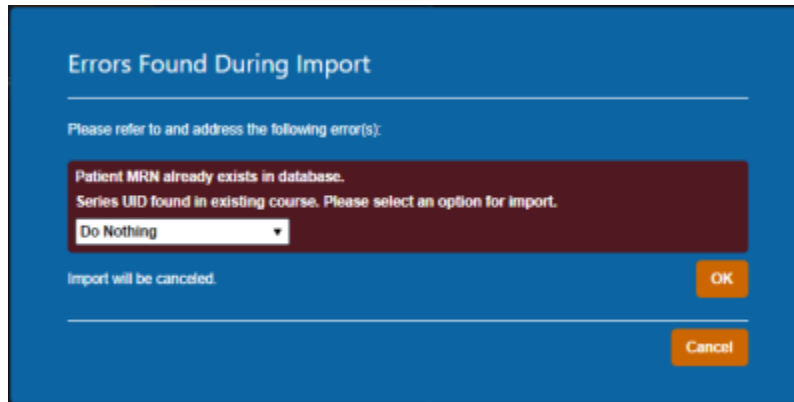 Errors Found During Import
Please refer to and address the following error(s):
Patient MRN already exists in database.
Series UID found in existing course. Please select an option for import.
Do Nothing
Import will be canceled.
OK
Cancel